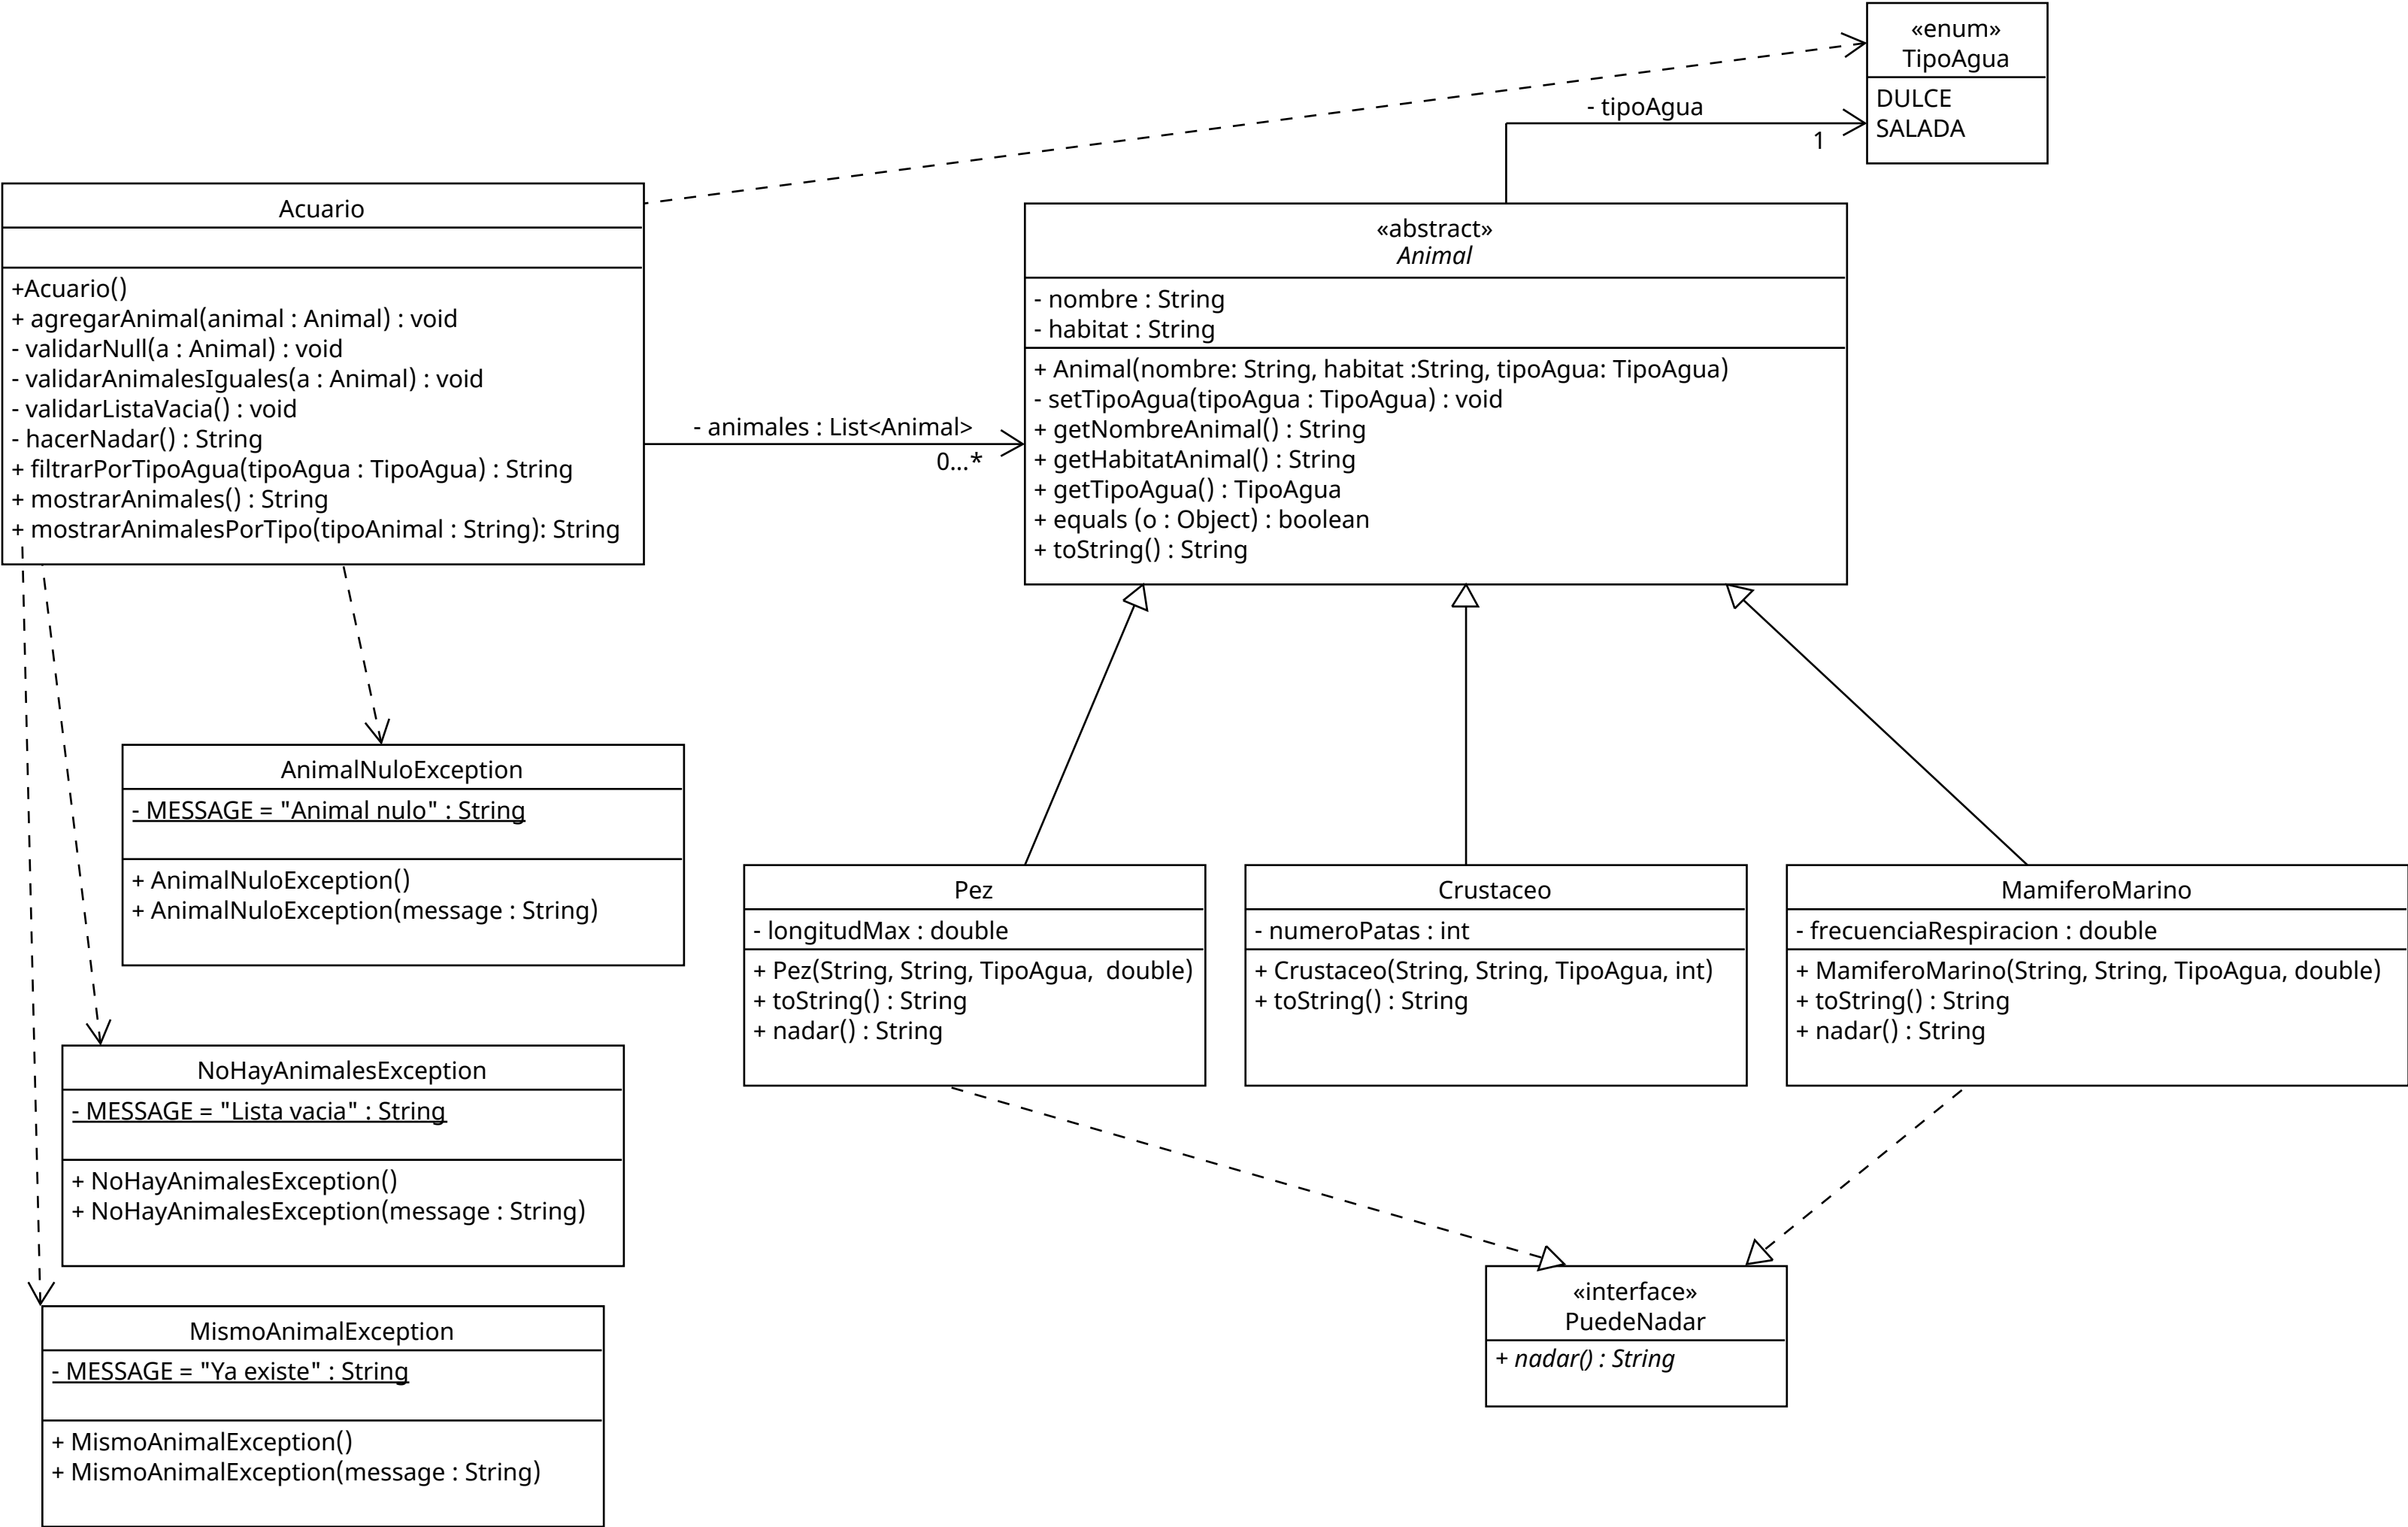 «enum»
TipoAgua
DULCE
SALADA
- tipoAgua
1
Acuario
+Acuario()
+ agregarAnimal(animal : Animal) : void
- validarNull(a : Animal) : void
- validarAnimalesIguales(a : Animal) : void
- validarListaVacia() : void
- hacerNadar() : String
+ filtrarPorTipoAgua(tipoAgua : TipoAgua) : String
+ mostrarAnimales() : String
+ mostrarAnimalesPorTipo(tipoAnimal : String): String
- animales : List<Animal>
0...*
«abstract»
Animal
- nombre : String
- habitat : String
+ Animal(nombre: String, habitat :String, tipoAgua: TipoAgua)
- setTipoAgua(tipoAgua : TipoAgua) : void
+ getNombreAnimal() : String
+ getHabitatAnimal() : String
+ getTipoAgua() : TipoAgua
+ equals (o : Object) : boolean
+ toString() : String
AnimalNuloException
- MESSAGE = "Animal nulo" : String
+ AnimalNuloException()
+ AnimalNuloException(message : String)
Pez
- longitudMax : double
+ Pez(String, String, TipoAgua,  double)
+ toString() : String
+ nadar() : String
Crustaceo
- numeroPatas : int
+ Crustaceo(String, String, TipoAgua, int)
+ toString() : String
MamiferoMarino
- frecuenciaRespiracion : double
+ MamiferoMarino(String, String, TipoAgua, double)
+ toString() : String
+ nadar() : String
NoHayAnimalesException
- MESSAGE = "Lista vacia" : String
+ NoHayAnimalesException()
+ NoHayAnimalesException(message : String)
«interface»
PuedeNadar
+ nadar() : String
MismoAnimalException
- MESSAGE = "Ya existe" : String
+ MismoAnimalException()
+ MismoAnimalException(message : String)